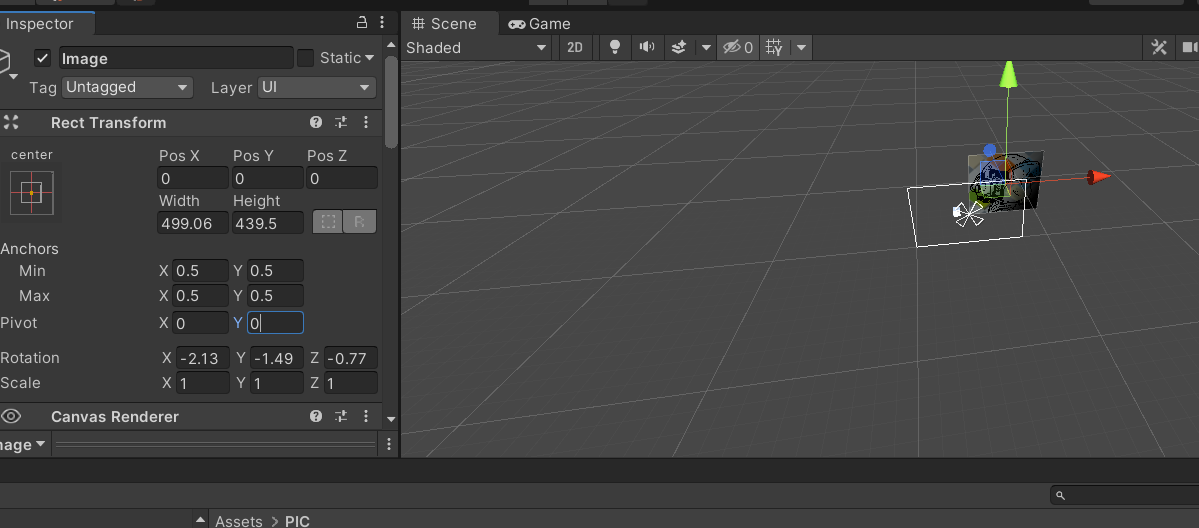 Inspector
Scene Game
Image Static
Shaded 2D 0
Tag Untagged Layer UI
Rect Transform
center Pos X Pos Y Pos Z
0 0 0
Width Height
499.06 439.5 R
Anchors
Min X 0.5 Y 0.5
Max X 0.5 Y 0.5
Pivot X 0 Y 0
Rotation X -2.13 Y -1.49 Z -0.77
Scale X 1 Y 1 Z 1
Canvas Renderer
nage
Assets > PIC